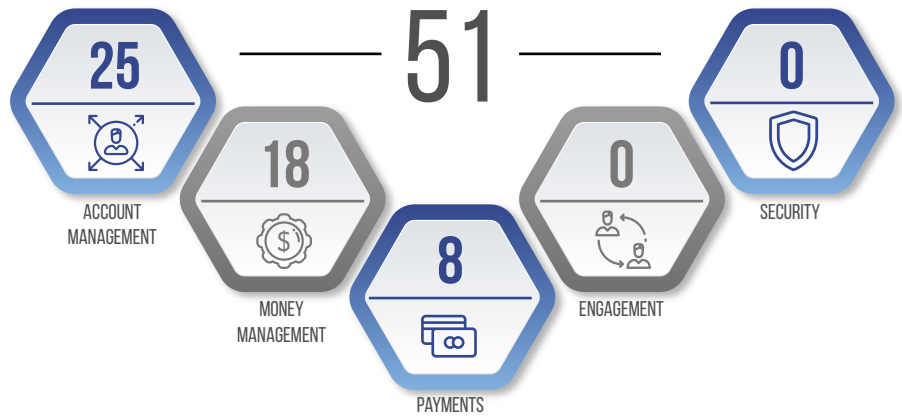 51
25
ACCOUNT
MANAGEMENT
18
$
MONEY
MANAGEMENT
8
PAYMENTS
0
ENGAGEMENT
0
SECURITY